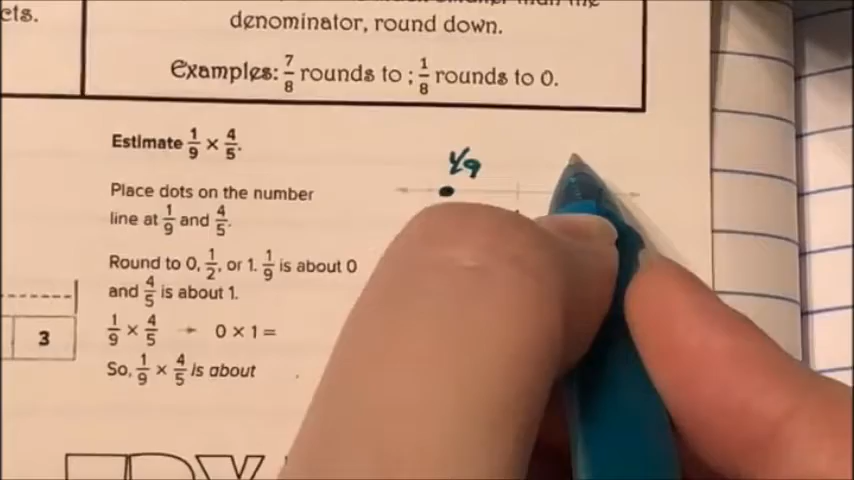 cts.
denominator, round down.
Examples: 7/8 rounds to ; 1/8 rounds to 0.
Estimate 1/9 × 4/5.
1/9
Place dots on the number
line at 1/9 and 4/5.
Round to 0, 1/2, or 1. 1/9 is about 0
and 4/5 is about 1.
1/9 × 4/5 → 0 × 1 =
So, 1/9 × 4/5 is about
3